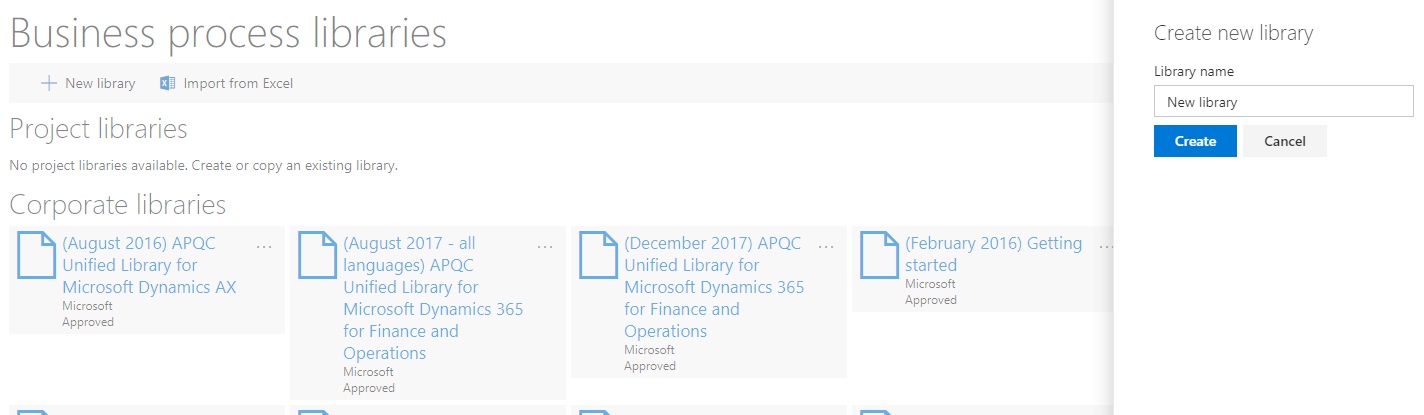 Business process libraries
New library
Import from Excel
Project libraries
No project libraries available. Create or copy an existing library.
Corporate libraries
(August 2016) APQC
Unified Library for
Microsoft Dynamics AX
Microsoft
Approved
...
(August 2017 - all
languages) APQC
Unified Library for
Microsoft Dynamics 365
for Finance and
Operations
Microsoft
Approved
...
(December 2017) APQC
Unified Library for
Microsoft Dynamics 365
for Finance and
Operations
Microsoft
Approved
...
(February 2016) Getting
started
Microsoft
Approved
...
Create new library
Library name
New library
Create
Cancel